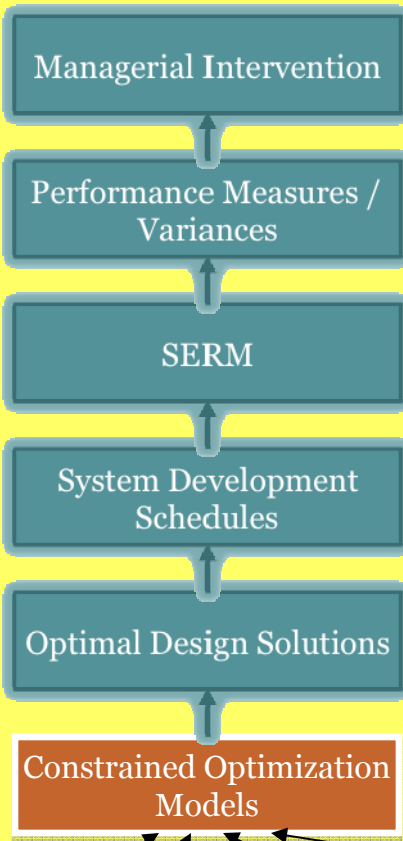 Managerial Intervention
Performance Measures /
Variances
SERM
System Development
Schedules
Optimal Design Solutions
Constrained Optimization
Models